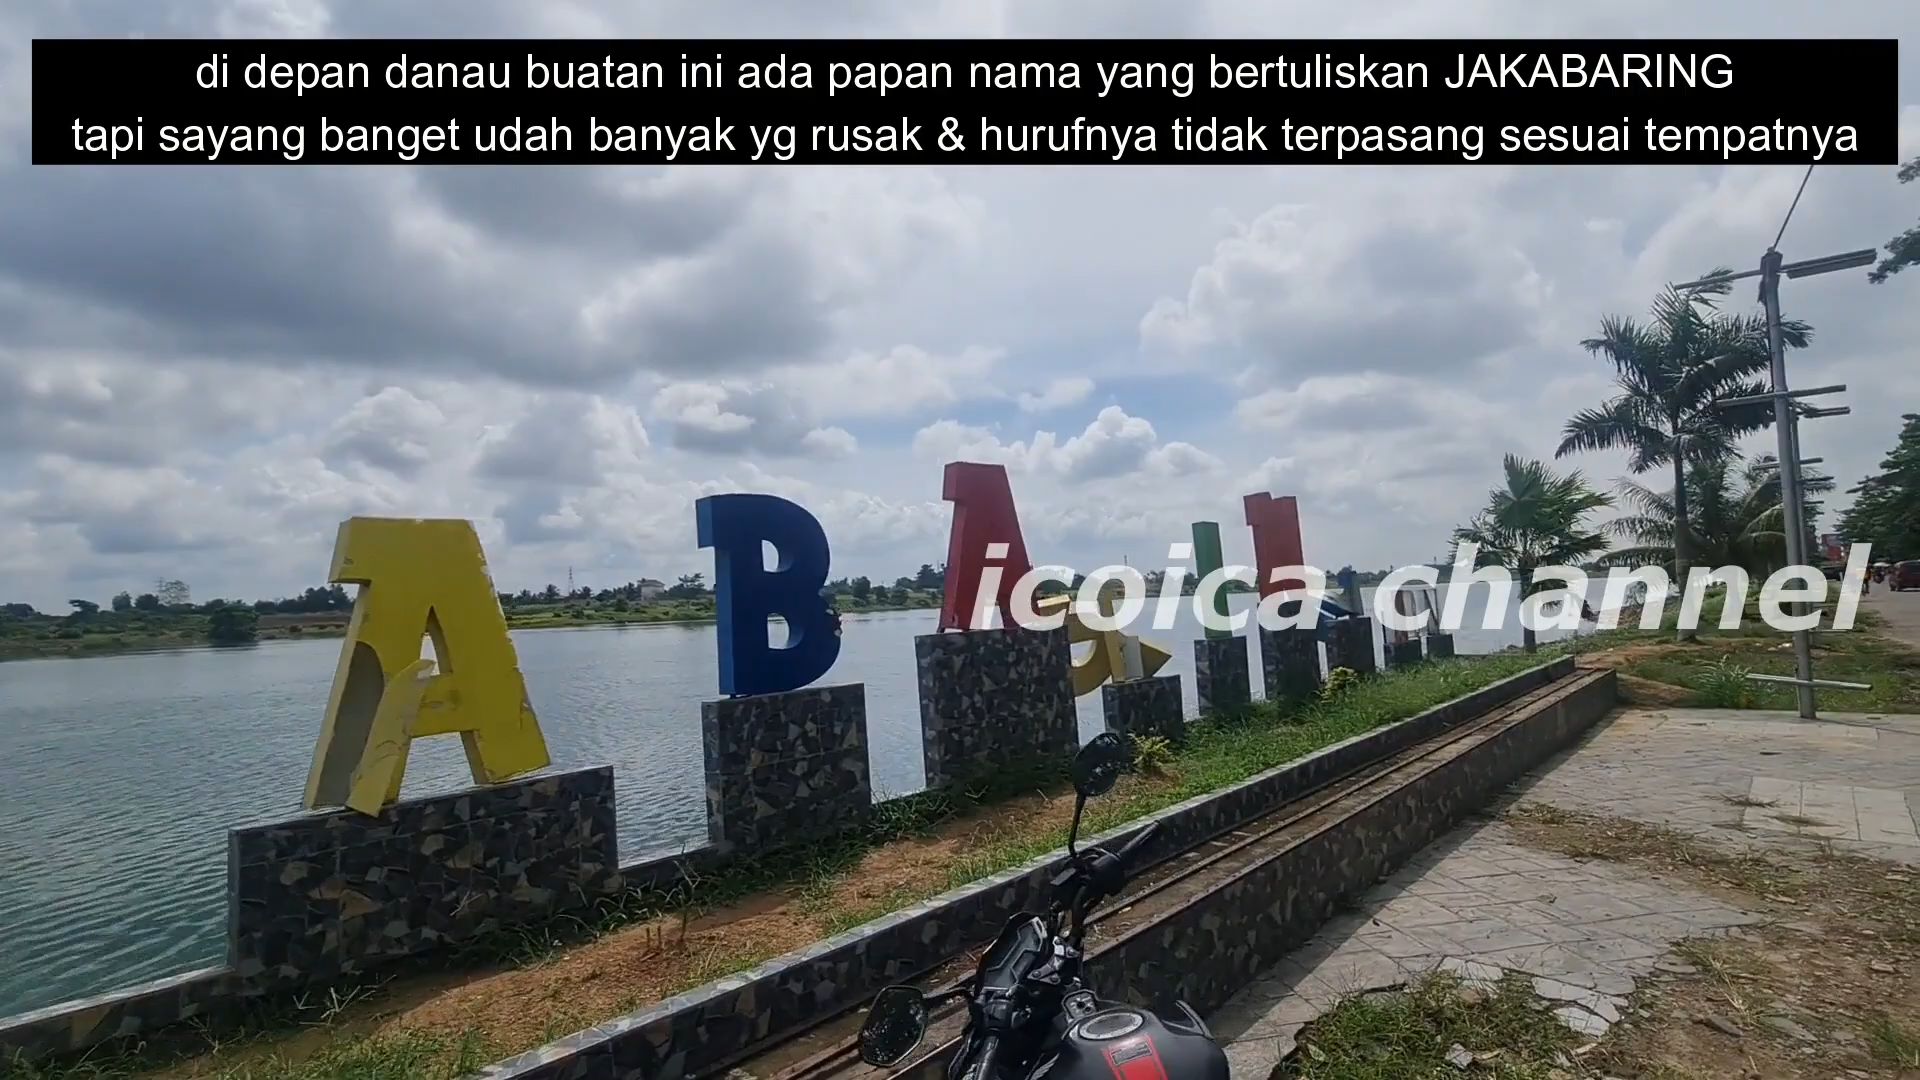 di depan danau buatan ini ada papan nama yang bertuliskan JAKABARING
tapi sayang banget udah banyak yg rusak & hurufnya tidak terpasang sesuai tempatnya
A B A
icoica channel